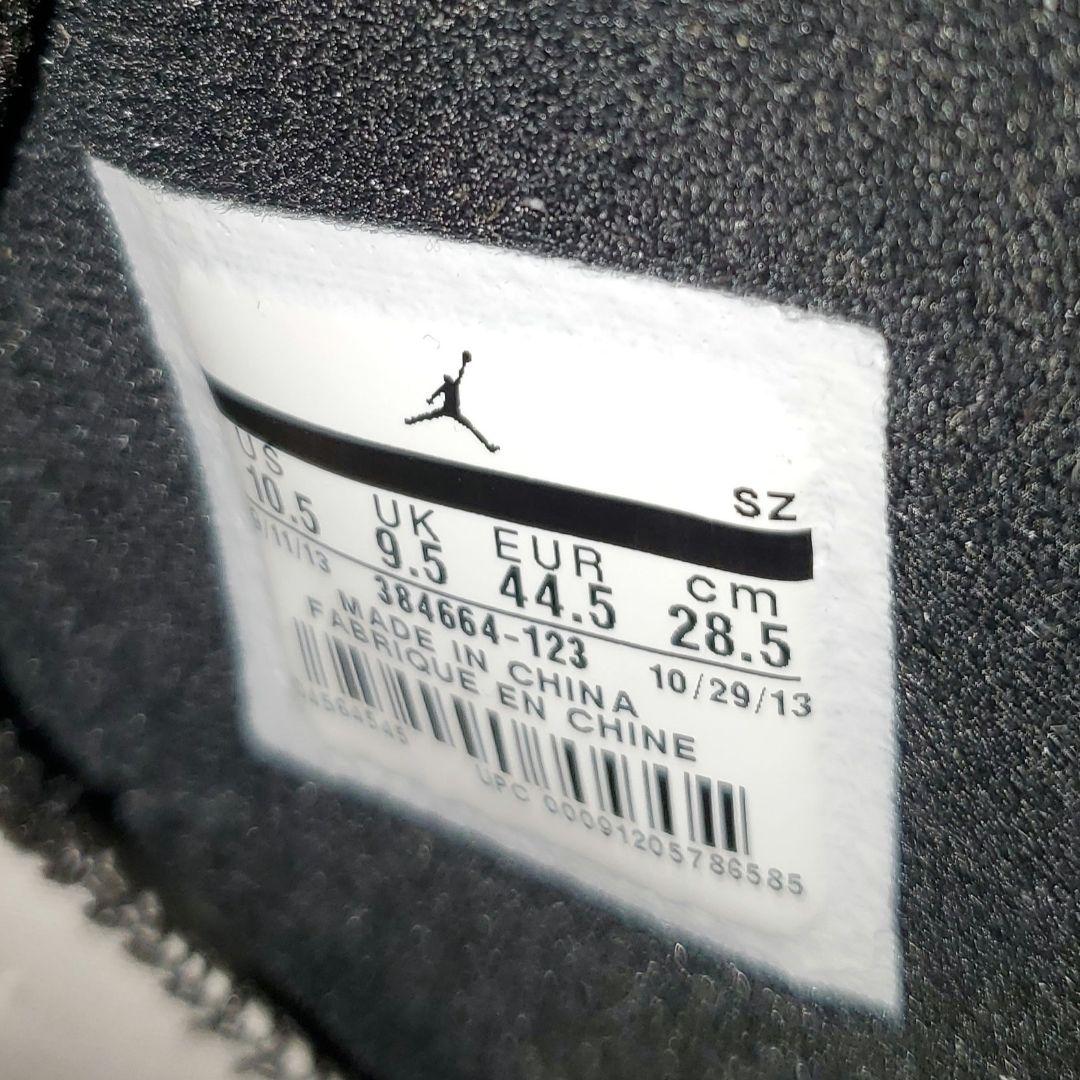 SZ
US UK EUR cm
10.5 9.5 44.5 28.5
/11/13 384664-123 10/29/13
MADE IN CHINA
FABRIQUE EN CHINE
4564545
UPC 00091205786585